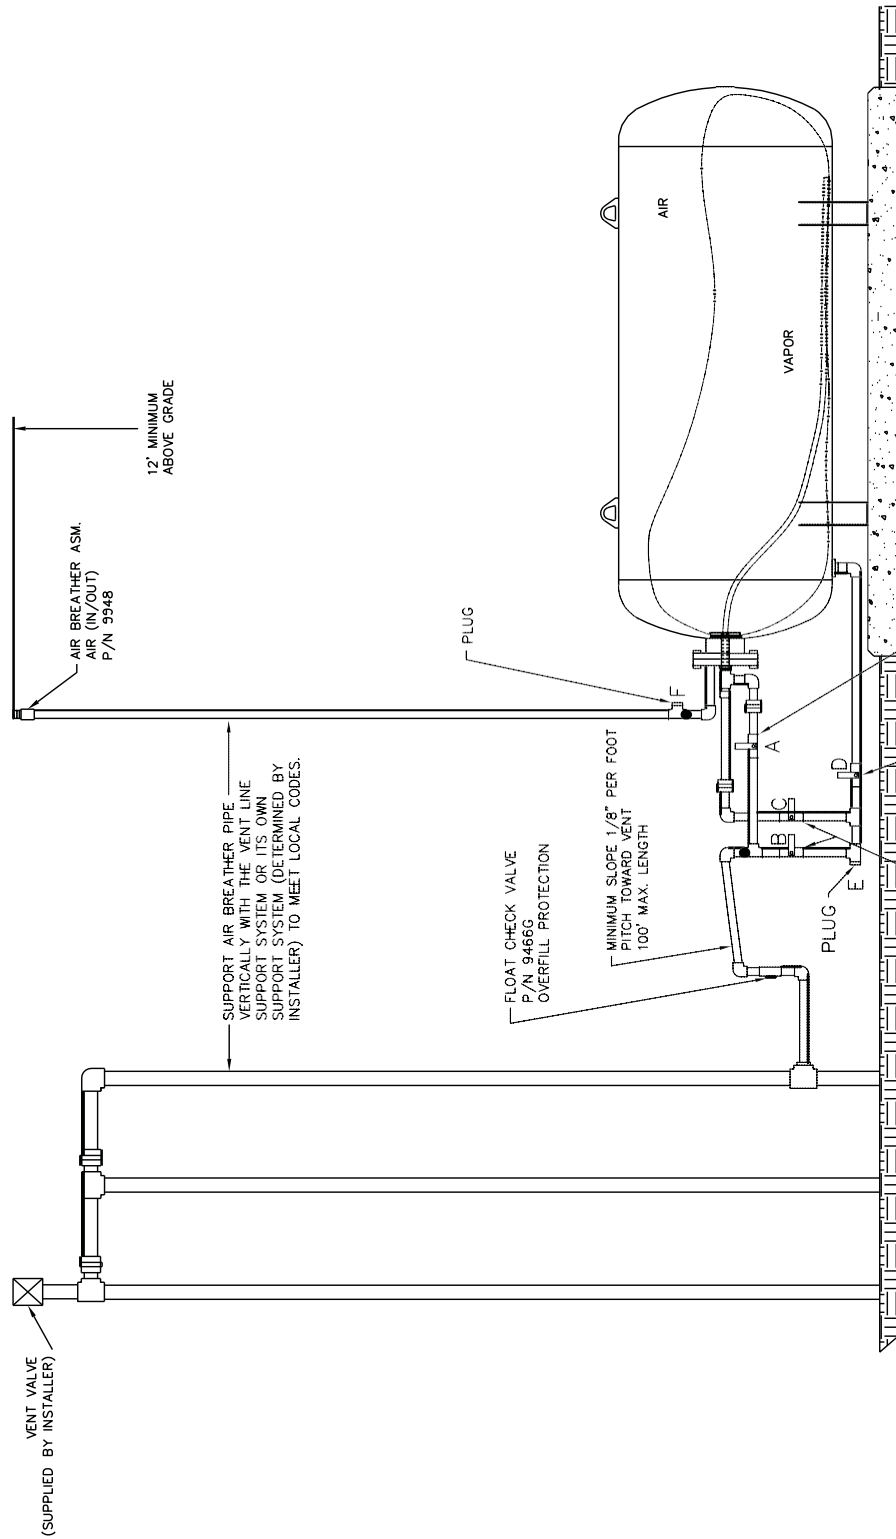 VENT VALVE
(SUPPLIED BY INSTALLER)
AIR BREATHER ASM.
AIR (IN/OUT)
P/N 9948
12' MINIMUM
ABOVE GRADE
SUPPORT AIR BREATHER PIPE
VERTICALLY WITH THE VENT LINE
SUPPORT SYSTEM OR ITS OWN
SUPPORT SYSTEM (DETERMINED BY
INSTALLER) TO MEET LOCAL CODES.
PLUG
F
FLOAT CHECK VALVE
P/N 9466G
OVERFILL PROTECTION
MINIMUM SLOPE 1/8" PER FOOT
PITCH TOWARD VENT
100' MAX. LENGTH
AIR
VAPOR
A
B
C
D
PLUG
E